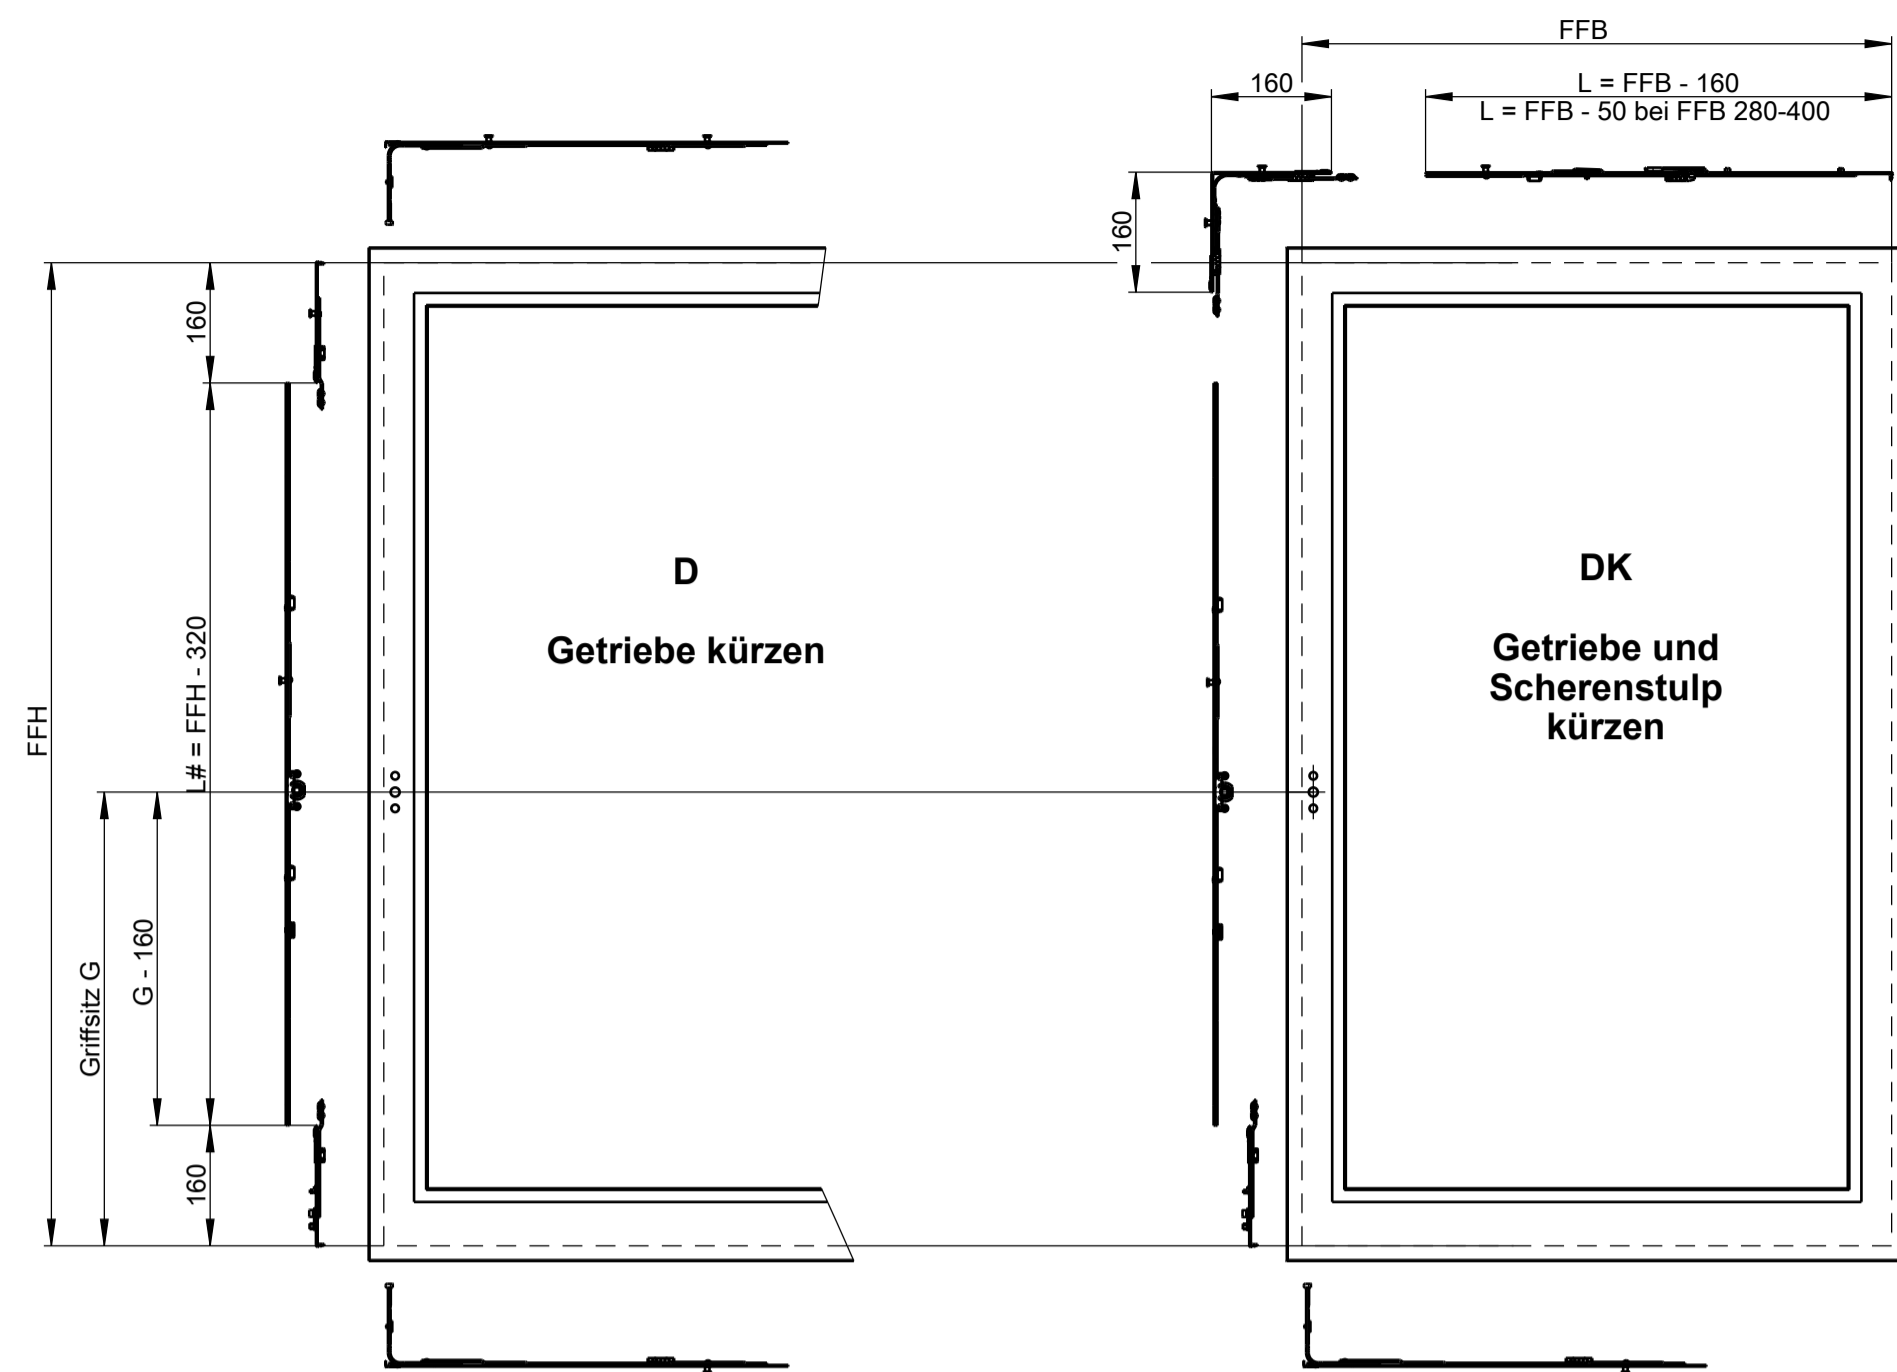 FFB
160
L = FFB - 160
L = FFB - 50 bei FFB 280-400
160
160
FFH
L# = FFH - 320
G - 160
Griffsitz G
160
D
Getriebe kürzen
DK
Getriebe und
Scherenstulp
kürzen